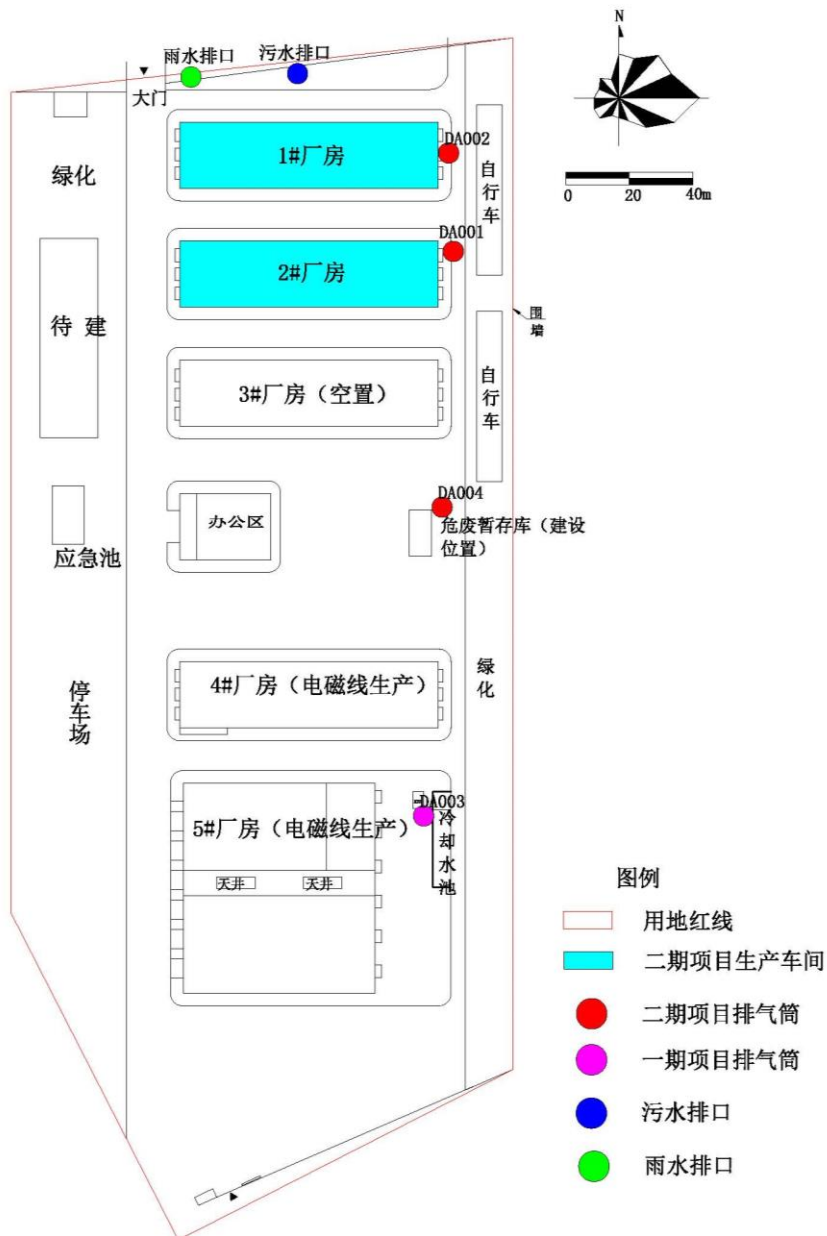 N
雨水排口
污水排口
大门
DA002
1#厂房
绿化
自行车
0 20 40m
DA001
2#厂房
待 建
围墙
3#厂房（空置）
自行车
DA004
办公区
危废暂存库（建设
位置）
应急池
绿化
4#厂房（电磁线生产）
停车场
DA003
5#厂房（电磁线生产）
冷却水池
天井
天井
图例
用地红线
二期项目生产车间
二期项目排气筒
一期项目排气筒
污水排口
雨水排口